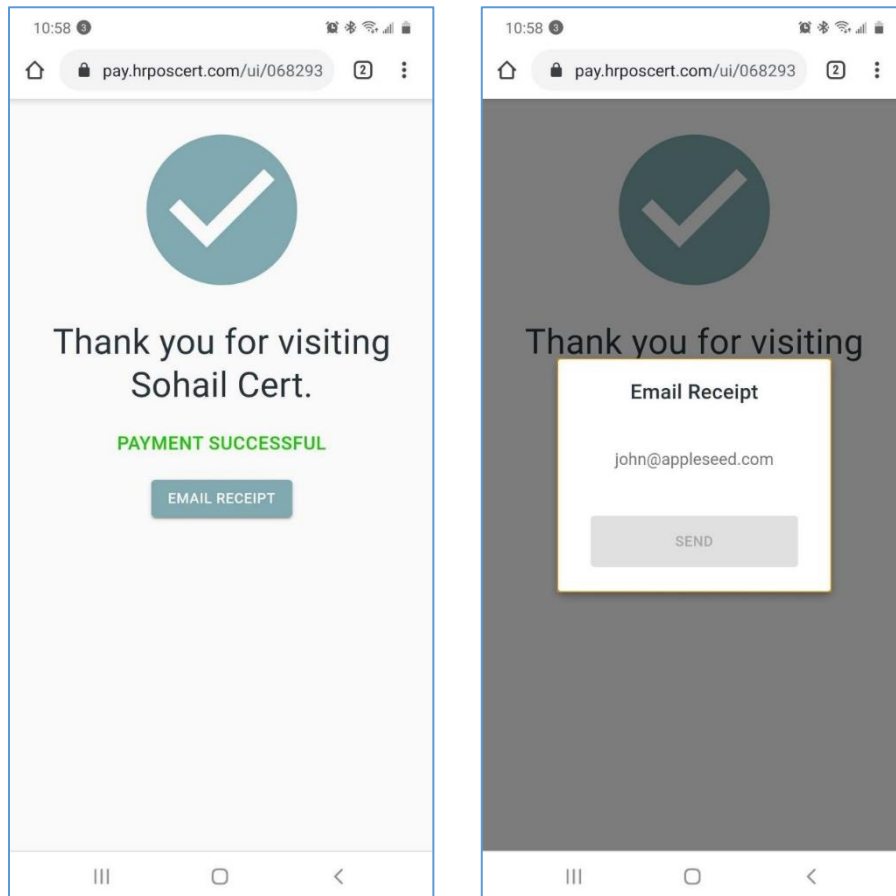 10:58 3
pay.hrposcert.com/ui/068293 2
Thank you for visiting
Sohail Cert.
PAYMENT SUCCESSFUL
EMAIL RECEIPT
10:58 3
pay.hrposcert.com/ui/068293 2
Thank you for visiting
Email Receipt
john@appleseed.com
SEND